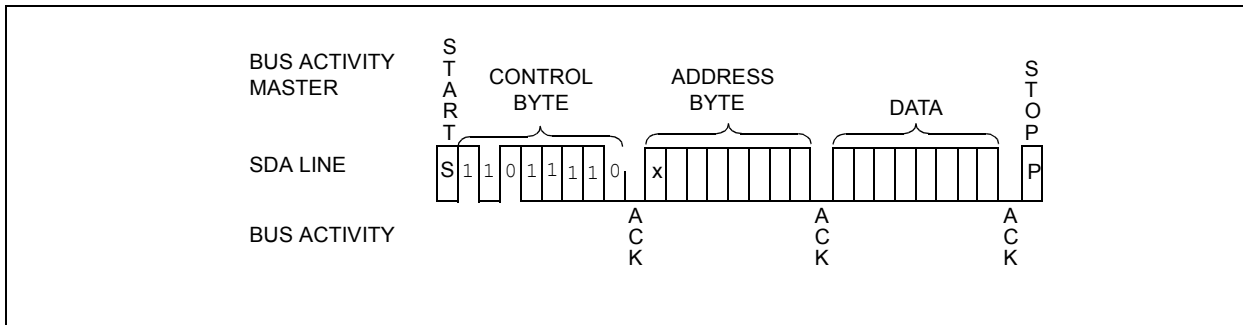 BUS ACTIVITY
MASTER
START
CONTROL
BYTE
ADDRESS
BYTE
DATA
STOP
SDA LINE
S 1 1 0 1 1 1 1 0 x P
BUS ACTIVITY
ACK
ACK
ACK